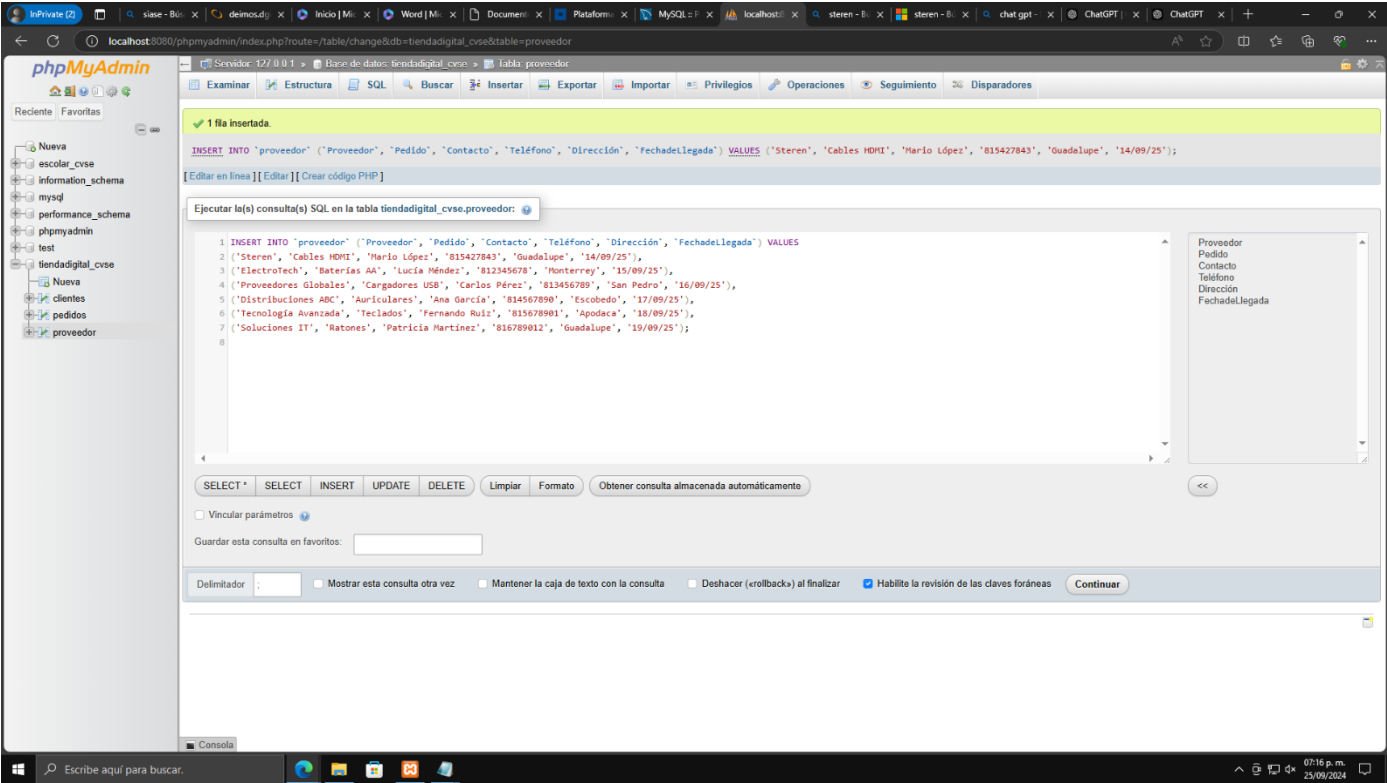 InPrivate (2)
siase - Bús
deimos.dg
Inicio | Mic
Word | Mic
Document
Plataforma
MySQL :: P
localhost:8
steren - Bú
steren - Bú
chat gpt -
ChatGPT |
ChatGPT
localhost:8080/phpmyadmin/index.php?route=/table/change&db=tiendadigital_cvse&table=proveedor
phpMyAdmin
Reciente Favoritas
Nueva
escolar_cvse
information_schema
mysql
performance_schema
phpmyadmin
test
tiendadigital_cvse
Nueva
clientes
pedidos
proveedor
Servidor: 127.0.0.1 » Base de datos: tiendadigital_cvse » Tabla: proveedor
Examinar Estructura SQL Buscar Insertar Exportar Importar Privilegios Operaciones Seguimiento Disparadores
1 fila insertada.
INSERT INTO `proveedor` (`Proveedor`, `Pedido`, `Contacto`, `Teléfono`, `Dirección`, `FechadeLlegada`) VALUES ('Steren', 'Cables HDMI', 'Mario López', '815427843', 'Guadalupe', '14/09/25');
[ Editar en línea ] [ Editar ] [ Crear código PHP ]
Ejecutar la(s) consulta(s) SQL en la tabla tiendadigital_cvse.proveedor:
1 INSERT INTO `proveedor` (`Proveedor`, `Pedido`, `Contacto`, `Teléfono`, `Dirección`, `FechadeLlegada`) VALUES
2 ('Steren', 'Cables HDMI', 'Mario López', '815427843', 'Guadalupe', '14/09/25'),
3 ('ElectroTech', 'Baterías AA', 'Lucía Méndez', '812345678', 'Monterrey', '15/09/25'),
4 ('Proveedores Globales', 'Cargadores USB', 'Carlos Pérez', '813456789', 'San Pedro', '16/09/25'),
5 ('Distribuciones ABC', 'Auriculares', 'Ana García', '814567890', 'Escobedo', '17/09/25'),
6 ('Tecnología Avanzada', 'Teclados', 'Fernando Ruiz', '815678901', 'Apodaca', '18/09/25'),
7 ('Soluciones IT', 'Ratones', 'Patricia Martínez', '816789012', 'Guadalupe', '19/09/25');
8
Proveedor
Pedido
Contacto
Teléfono
Dirección
FechadeLlegada
SELECT * SELECT INSERT UPDATE DELETE Limpiar Formato Obtener consulta almacenada automáticamente <<
Vincular parámetros
Guardar esta consulta en favoritos:
Delimitador ; Mostrar esta consulta otra vez Mantener la caja de texto con la consulta Deshacer («rollback») al finalizar Habilite la revisión de las claves foráneas Continuar
Consola
Escribe aquí para buscar.
07:16 p. m.
25/09/2024